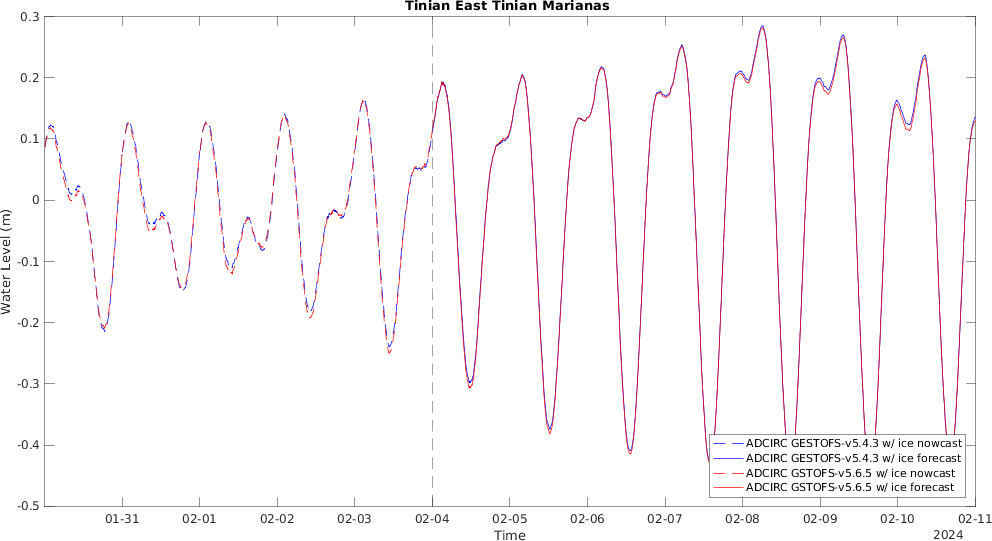 Tinian East Tinian Marianas
0.3
0.2
0.1
0
-0.1
-0.2
-0.3
-0.4
-0.5
Water Level (m)
ADCIRC GESTOFS-v5.4.3 w/ ice nowcast
ADCIRC GESTOFS-v5.4.3 w/ ice forecast
ADCIRC GSTOFS-v5.6.5 w/ ice nowcast
ADCIRC GSTOFS-v5.6.5 w/ ice forecast
01-31 02-01 02-02 02-03 02-04 02-05 02-06 02-07 02-08 02-09 02-10 02-11
Time
2024